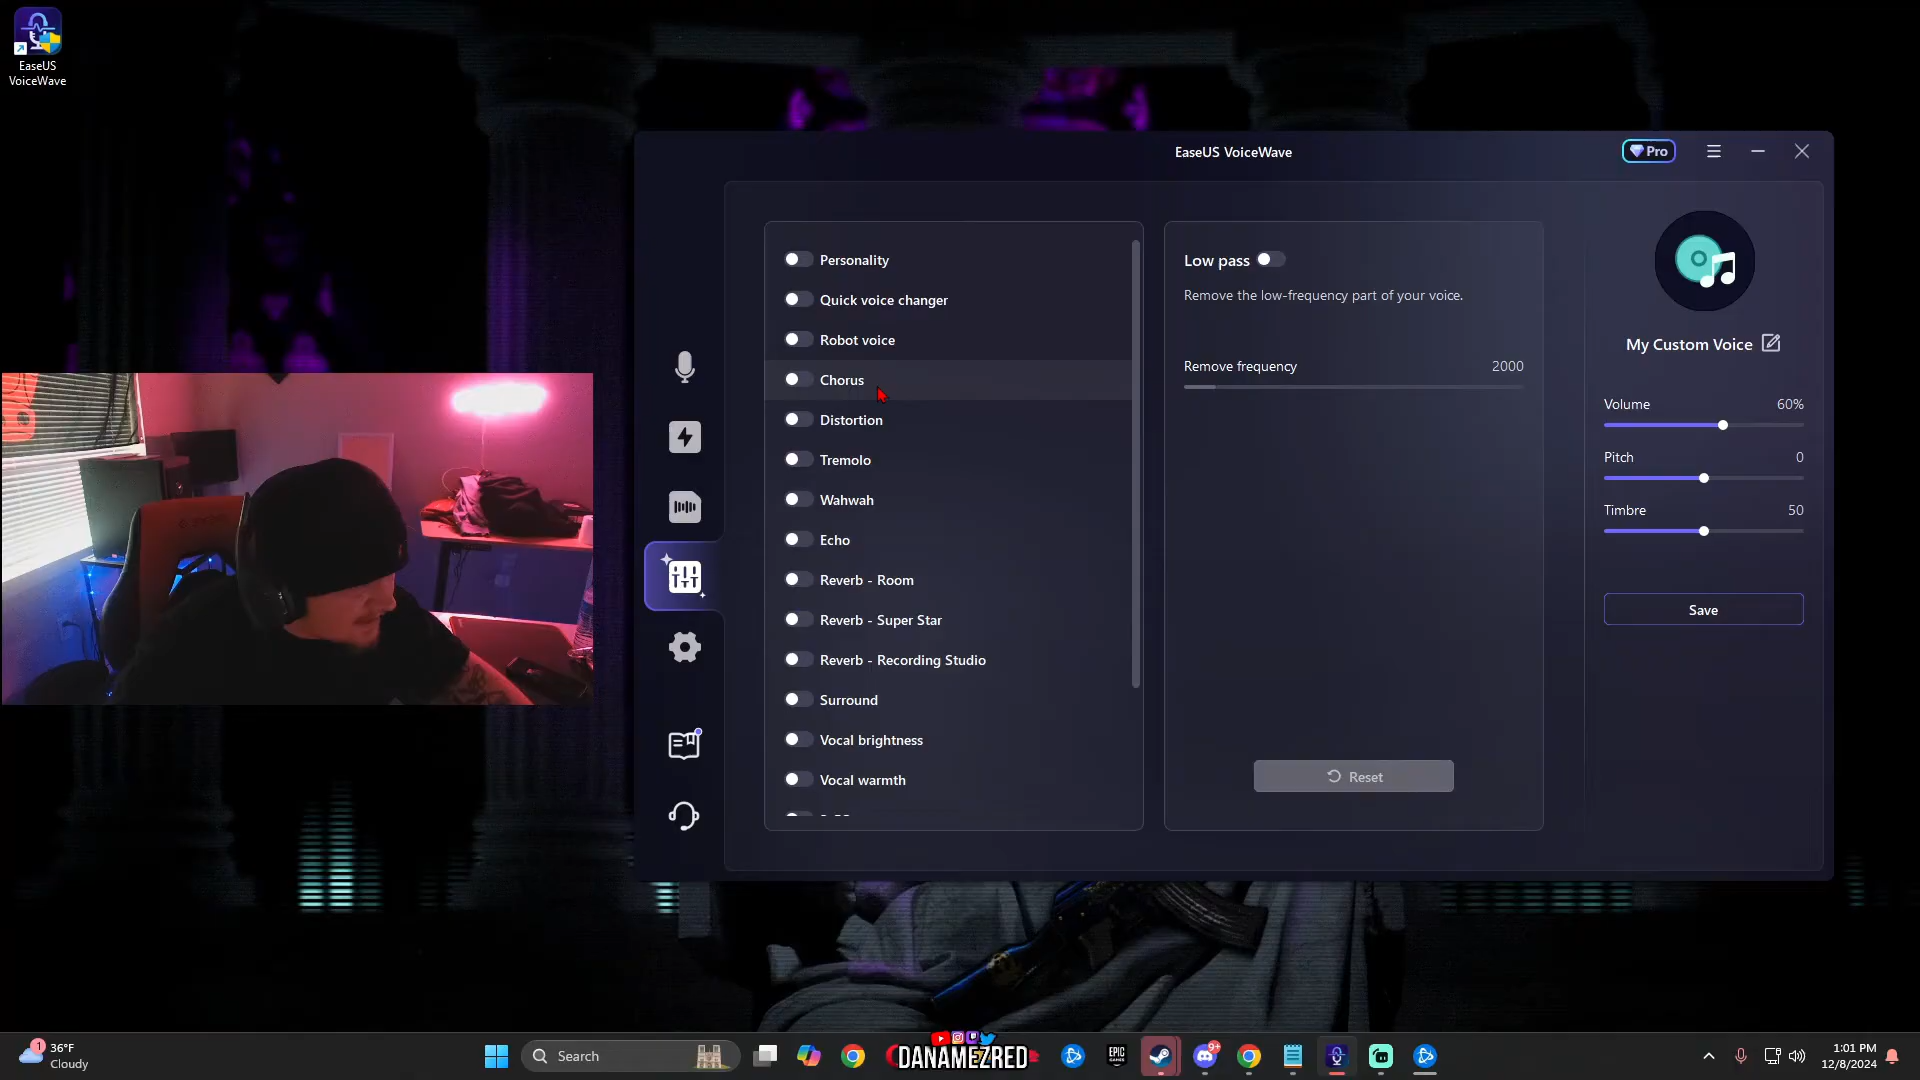 EaseUS
VoiceWave
EaseUS VoiceWave
Pro
Personality
Quick voice changer
Robot voice
Chorus
Distortion
Tremolo
Wahwah
Echo
Reverb - Room
Reverb - Super Star
Reverb - Recording Studio
Surround
Vocal brightness
Vocal warmth
Low pass
Remove the low-frequency part of your voice.
Remove frequency 2000
Reset
My Custom Voice
Volume 60%
Pitch 0
Timbre 50
Save
1
36°F
Cloudy
Search
DANAMEZRED
EPIC
GAMES
9+
1:01 PM
12/8/2024